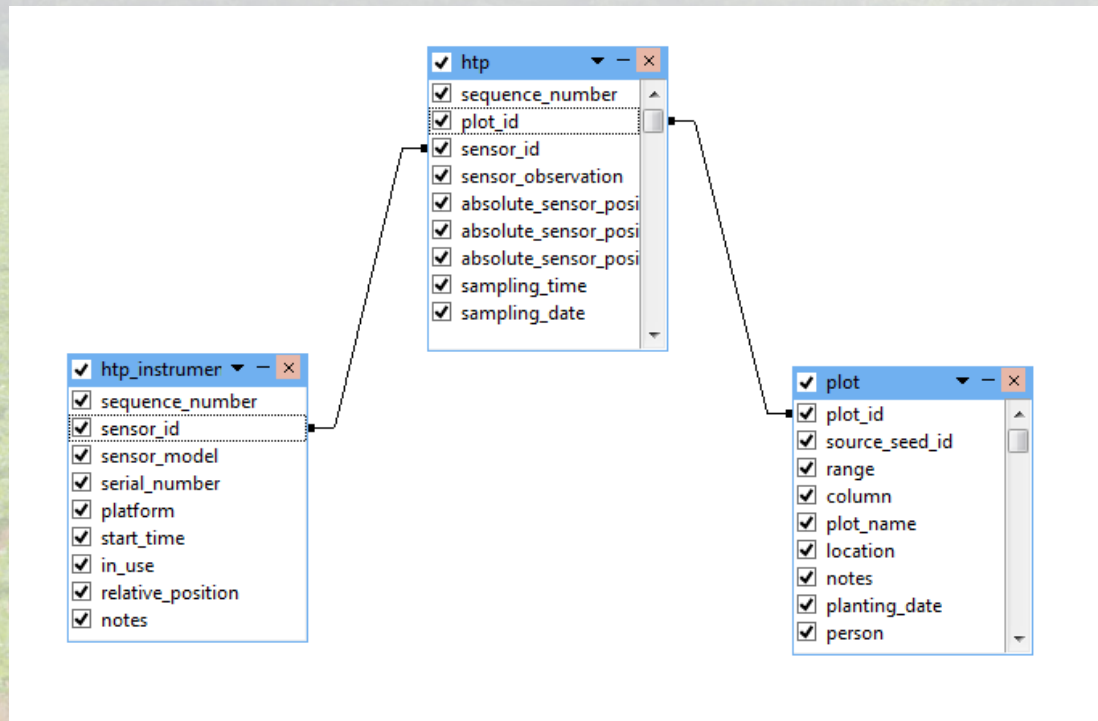 htp
sequence_number
plot_id
sensor_id
sensor_observation
absolute_sensor_posi
absolute_sensor_posi
absolute_sensor_posi
sampling_time
sampling_date
htp_instrumer
sequence_number
sensor_id
sensor_model
serial_number
platform
start_time
in_use
relative_position
notes
plot
plot_id
source_seed_id
range
column
plot_name
location
notes
planting_date
person